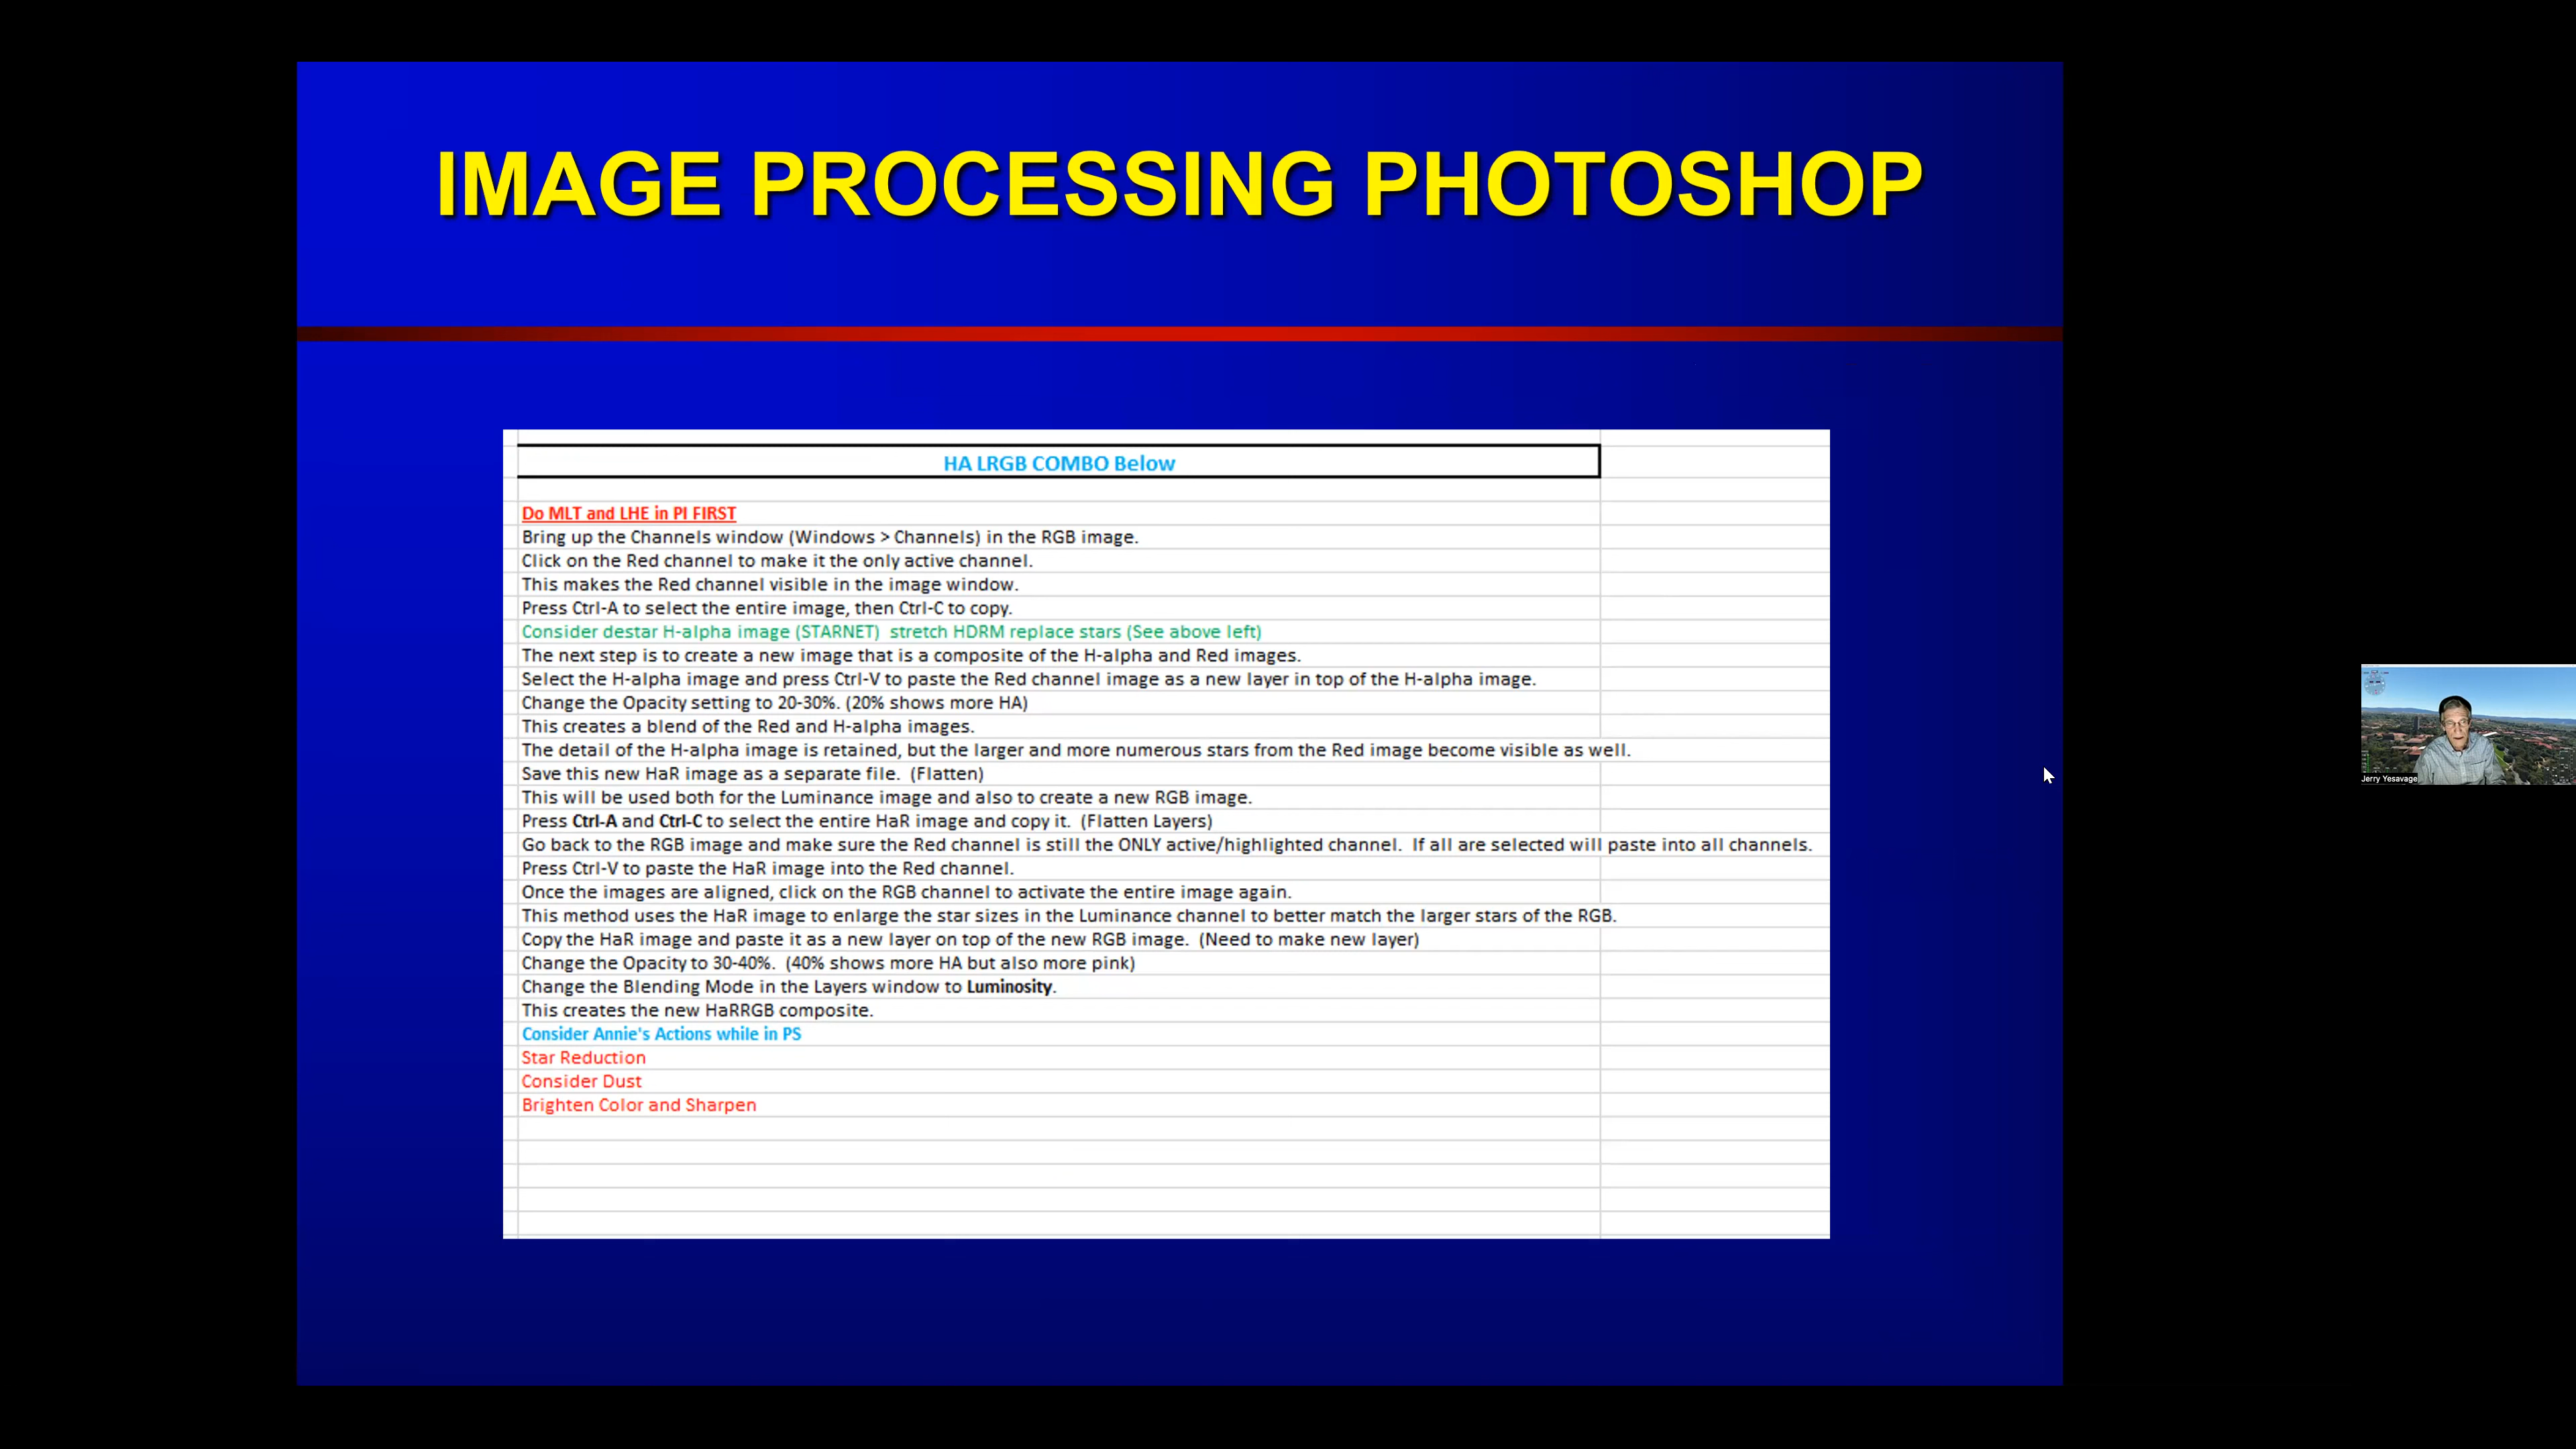 IMAGE PROCESSING PHOTOSHOP
HA LRGB COMBO Below
Do MLT and LHE in PI FIRST
Bring up the Channels window (Windows > Channels) in the RGB image.
Click on the Red channel to make it the only active channel.
This makes the Red channel visible in the image window.
Press Ctrl-A to select the entire image, then Ctrl-C to copy.
Consider destar H-alpha image (STARNET)  stretch HDRM replace stars (See above left)
The next step is to create a new image that is a composite of the H-alpha and Red images.
Select the H-alpha image and press Ctrl-V to paste the Red channel image as a new layer in top of the H-alpha image.
Change the Opacity setting to 20-30%. (20% shows more HA)
This creates a blend of the Red and H-alpha images.
The detail of the H-alpha image is retained, but the larger and more numerous stars from the Red image become visible as well.
Save this new HaR image as a separate file.  (Flatten)
This will be used both for the Luminance image and also to create a new RGB image.
Press Ctrl-A and Ctrl-C to select the entire HaR image and copy it.  (Flatten Layers)
Go back to the RGB image and make sure the Red channel is still the ONLY active/highlighted channel.  If all are selected will paste into all channels.
Press Ctrl-V to paste the HaR image into the Red channel.
Once the images are aligned, click on the RGB channel to activate the entire image again.
This method uses the HaR image to enlarge the star sizes in the Luminance channel to better match the larger stars of the RGB.
Copy the HaR image and paste it as a new layer on top of the new RGB image.  (Need to make new layer)
Change the Opacity to 30-40%.  (40% shows more HA but also more pink)
Change the Blending Mode in the Layers window to Luminosity.
This creates the new HaRRGB composite.
Consider Annie's Actions while in PS
Star Reduction
Consider Dust
Brighten Color and Sharpen
Jerry Yesavage